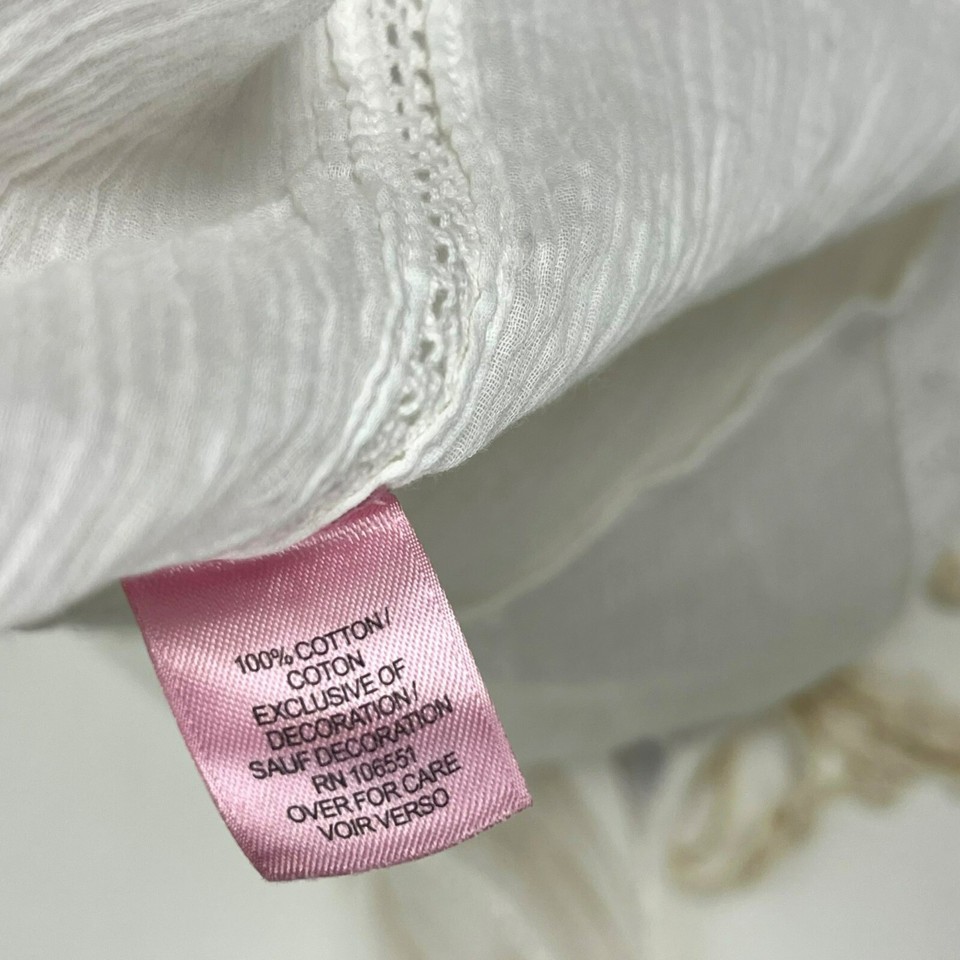 100% COTTON/
COTON
EXCLUSIVE OF
DECORATION/
SAUF DECORATION
RN 106551
OVER FOR CARE
VOIR VERSO